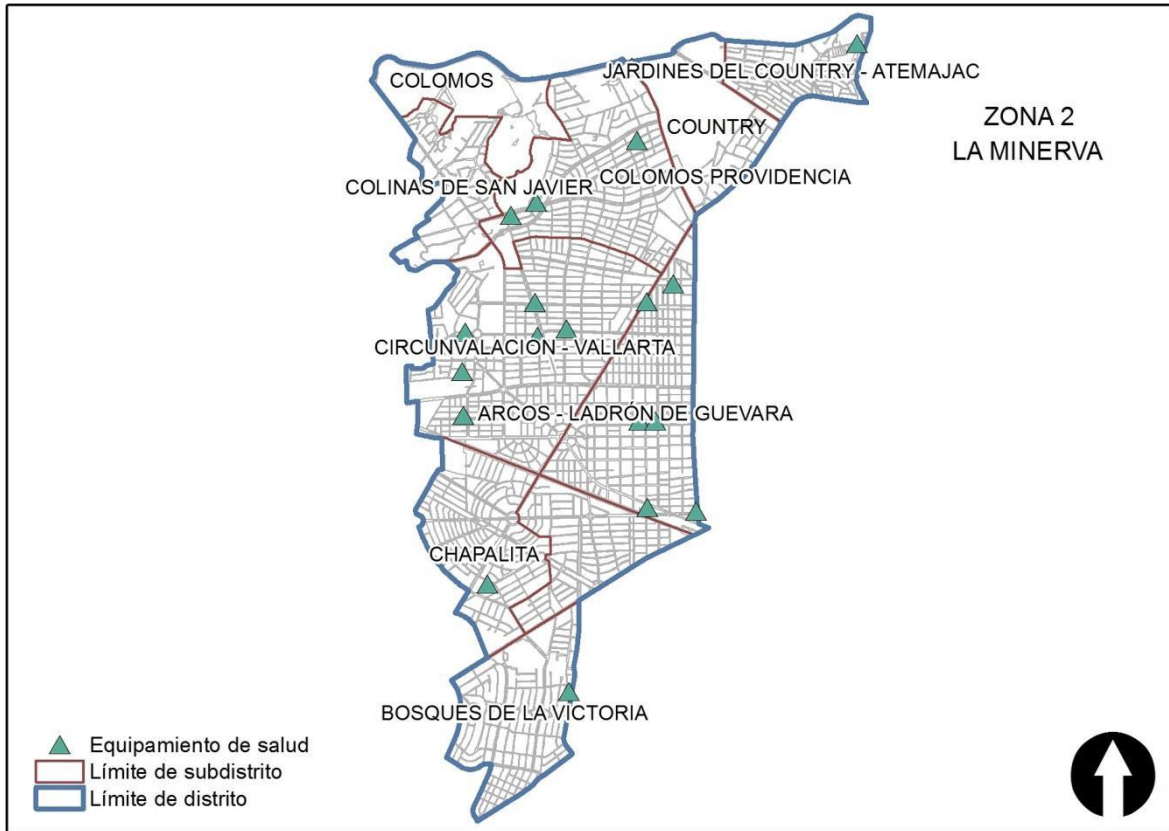 COLOMOS
JARDINES DEL COUNTRY - ATEMAJAC
ZONA 2
LA MINERVA
COUNTRY
COLOMOS PROVIDENCIA
COLINAS DE SAN JAVIER
CIRCUNVALACIÓN - VALLARTA
ARCOS - LADRÓN DE GUEVARA
CHAPALITA
BOSQUES DE LA VICTORIA
Equipamiento de salud
Límite de subdistrito
Límite de distrito